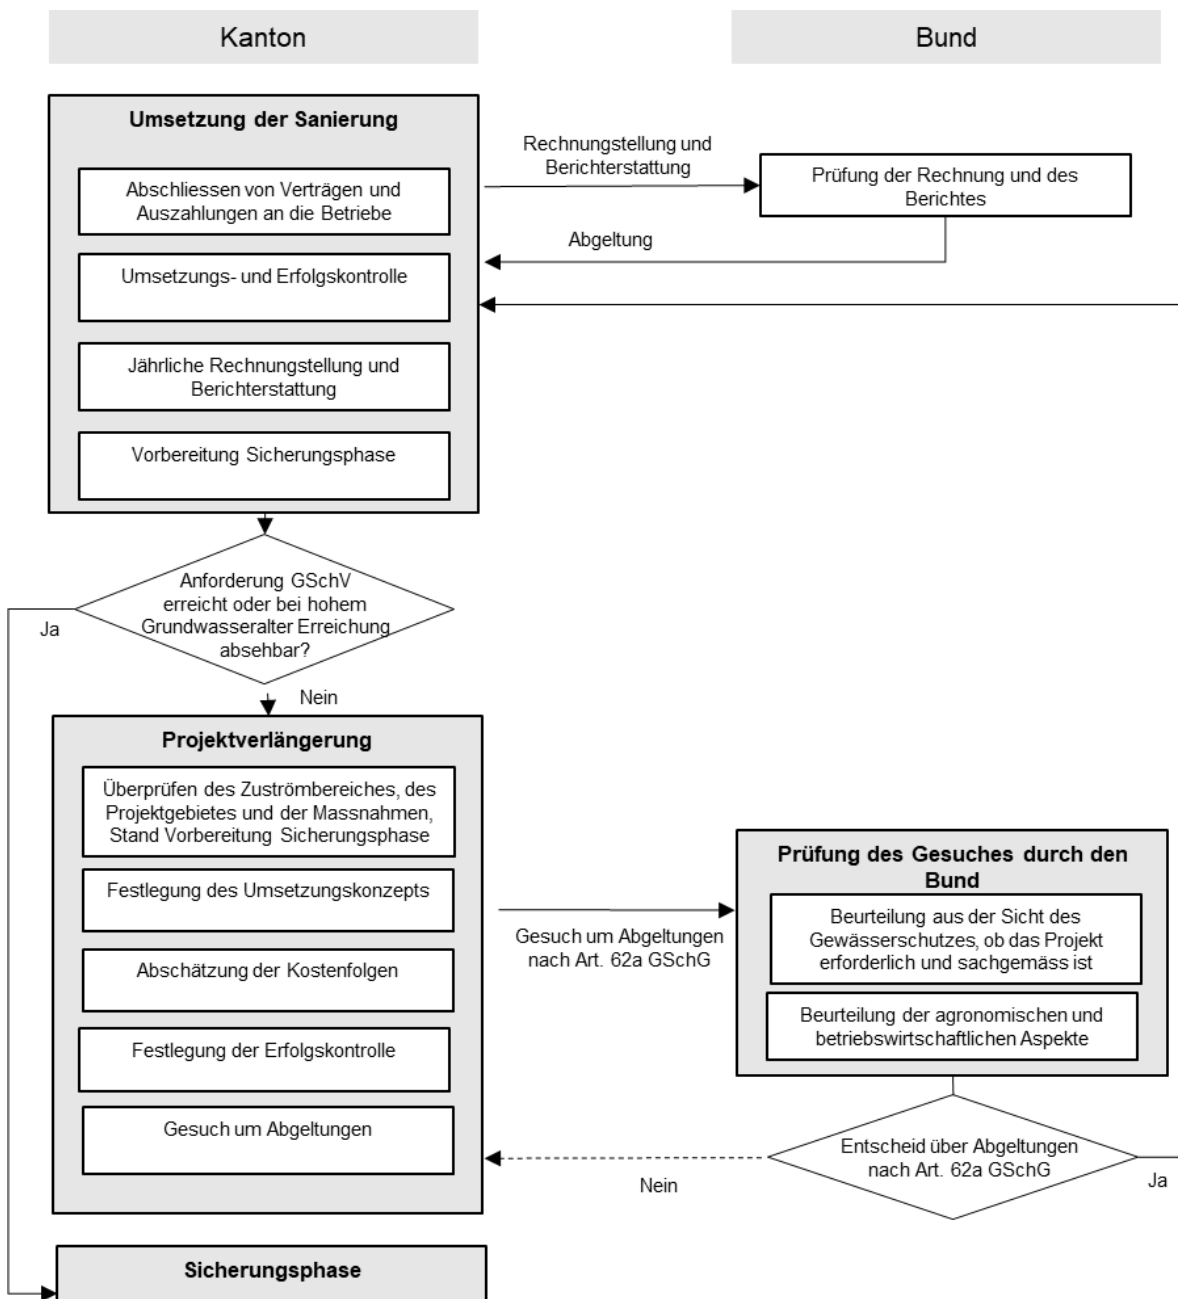 Kanton
Bund
Umsetzung der Sanierung
Abschliessen von Verträgen und
Auszahlungen an die Betriebe
Umsetzungs- und Erfolgskontrolle
Jährliche Rechnungstellung und
Berichterstattung
Vorbereitung Sicherungsphase
Rechnungstellung und
Berichterstattung
Prüfung der Rechnung und des
Berichtes
Abgeltung
Anforderung GSchV
erreicht oder bei hohem
Grundwasseralter Erreichung
absehbar?
Ja
Nein
Projektverlängerung
Überprüfen des Zuströmbereiches, des
Projektgebietes und der Massnahmen,
Stand Vorbereitung Sicherungsphase
Festlegung des Umsetzungskonzepts
Abschätzung der Kostenfolgen
Festlegung der Erfolgskontrolle
Gesuch um Abgeltungen
Gesuch um Abgeltungen
nach Art. 62a GSchG
Prüfung des Gesuches durch den
Bund
Beurteilung aus der Sicht des
Gewässerschutzes, ob das Projekt
erforderlich und sachgemäss ist
Beurteilung der agronomischen und
betriebswirtschaftlichen Aspekte
Entscheid über Abgeltungen
nach Art. 62a GSchG
Nein
Ja
Sicherungsphase